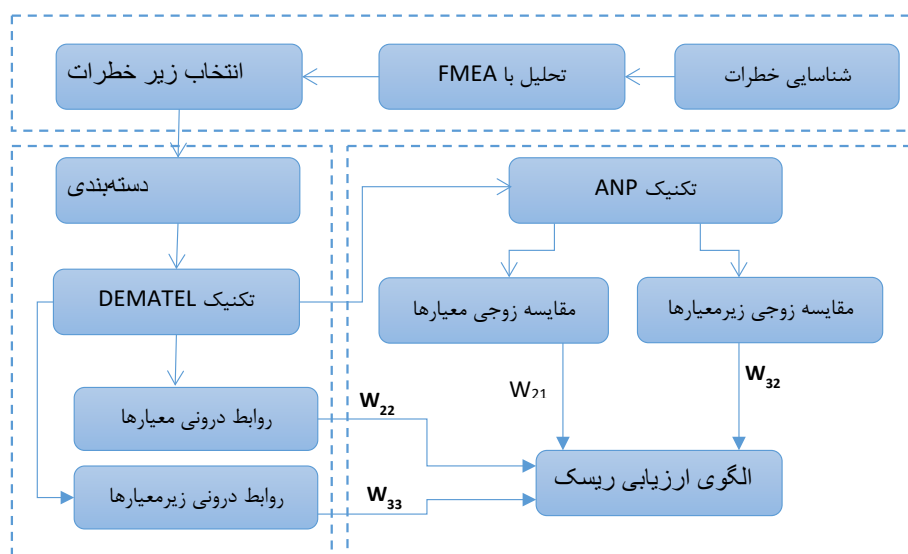 شناسایی خطرات
تحلیل با FMEA
انتخاب زیر خطرات
دسته‌بندی
تکنیک ANP
تکنیک DEMATEL
مقایسه زوجی زیرمعیارها
مقایسه زوجی معیارها
W32
W21
W22
روابط درونی معیارها
الگوی ارزیابی ریسک
روابط درونی زیرمعیارها
W33